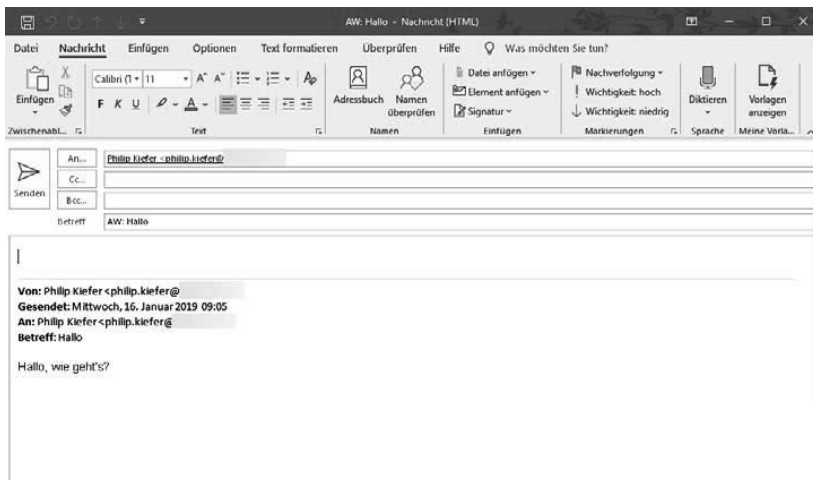 AW: Hallo - Nachricht (HTML)
Datei Nachricht Einfügen Optionen Text formatieren Überprüfen Hilfe Was möchten Sie tun?
Einfügen
Calibri (T 11 A A
F K U A
Adressbuch
Namen überprüfen
Datei anfügen
Element anfügen
Signatur
Nachverfolgung
Wichtigkeit: hoch
Wichtigkeit: niedrig
Diktieren
Vorlagen anzeigen
Zwischenabl... Text Namen Einfügen Markierungen Sprache Meine Vorla...
Senden
An... Philip Kiefer <philip.kiefer@
Cc...
Bcc...
Betreff AW: Hallo
Von: Philip Kiefer <philip.kiefer@
Gesendet: Mittwoch, 16. Januar 2019 09:05
An: Philip Kiefer <philip.kiefer@
Betreff: Hallo
Hallo, wie geht's?